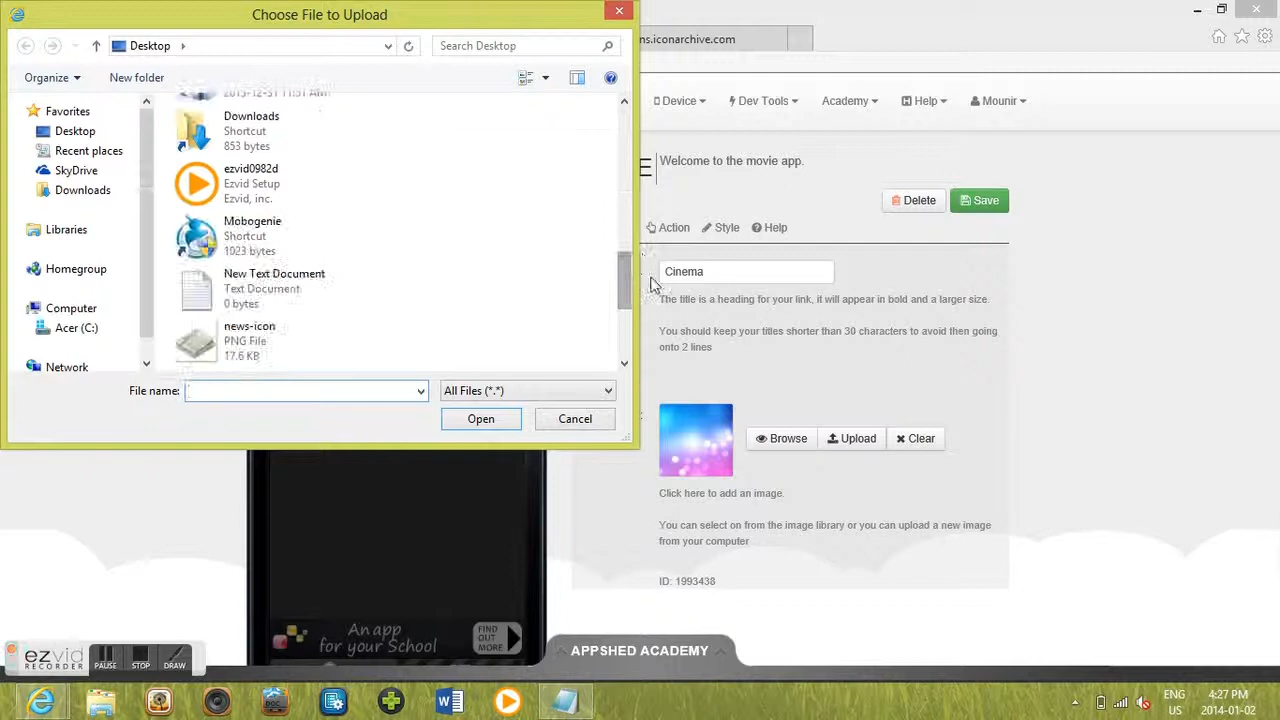 Choose File to Upload
Desktop
Search Desktop
ns.iconarchive.com
Organize
New folder
Device
Dev Tools
Academy
Help
Mounir
Favorites
Desktop
Recent places
SkyDrive
Downloads
Libraries
Homegroup
Computer
Acer (C:)
Network
2013-12-31 11:51 AM
Downloads
Shortcut
853 bytes
ezvid0982d
Ezvid Setup
Ezvid, inc.
Mobogenie
Shortcut
1023 bytes
New Text Document
Text Document
0 bytes
news-icon
PNG File
17.6 KB
File name:
All Files (*.*)
Open
Cancel
Welcome to the movie app.
Delete
Save
Action
Style
Help
Cinema
The title is a heading for your link, it will appear in bold and a larger size.
You should keep your titles shorter than 30 characters to avoid then going
onto 2 lines
Browse
Upload
Clear
Click here to add an image.
You can select on from the image library or you can upload a new image
from your computer
ID: 1993438
An app
for your School
FIND
OUT
MORE
APPSHED ACADEMY
ezvid
RECORDER
PAUSE
STOP
DRAW
DOC
ENG
US
4:27 PM
2014-01-02